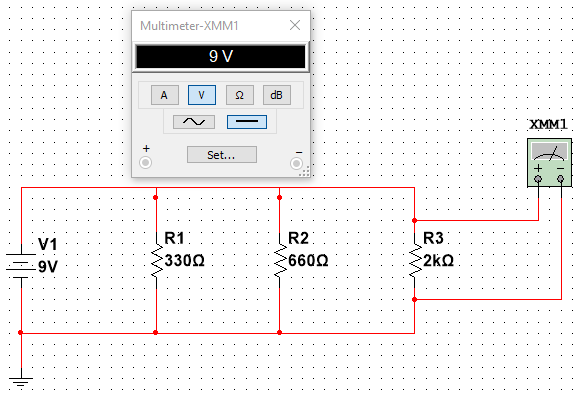 Multimeter-XMM1
9 V
A V Ω dB
+ −
Set...
XMM1
+ −
V1
9V
R1
330Ω
R2
660Ω
R3
2kΩ